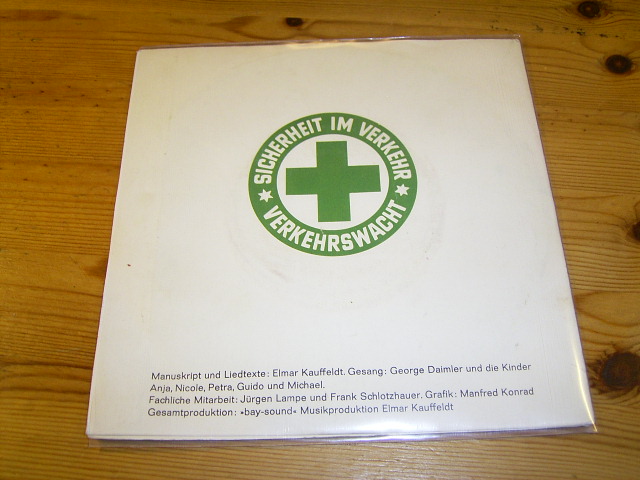 SICHERHEIT IM VERKEHR
VERKEHRSWACHT
Manuskript und Liedtexte: Elmar Kauffeldt. Gesang: George Daimler und die Kinder
Anja, Nicole, Petra, Guido und Michael.
Fachliche Mitarbeit: Jürgen Lampe und Frank Schlotzhauer. Grafik: Manfred Konrad
Gesamtproduktion: »bay-sound« Musikproduktion Elmar Kauffeldt